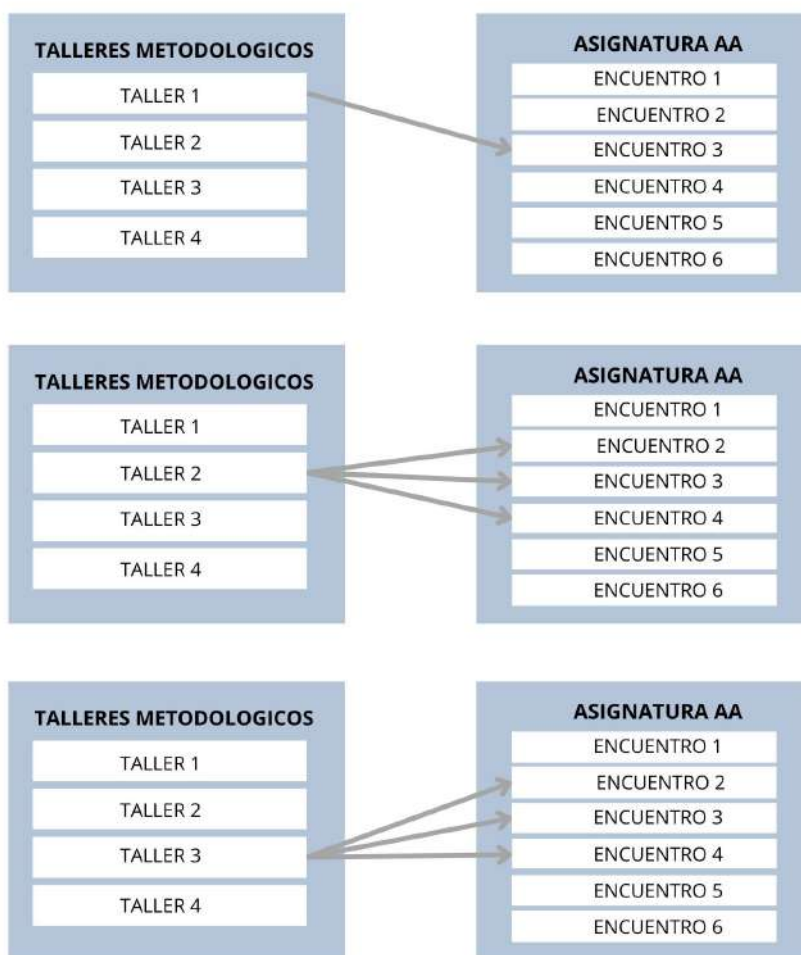 TALLERES METODOLOGICOS
TALLER 1
TALLER 2
TALLER 3
TALLER 4
ASIGNATURA AA
ENCUENTRO 1
ENCUENTRO 2
ENCUENTRO 3
ENCUENTRO 4
ENCUENTRO 5
ENCUENTRO 6
TALLERES METODOLOGICOS
TALLER 1
TALLER 2
TALLER 3
TALLER 4
ASIGNATURA AA
ENCUENTRO 1
ENCUENTRO 2
ENCUENTRO 3
ENCUENTRO 4
ENCUENTRO 5
ENCUENTRO 6
TALLERES METODOLOGICOS
TALLER 1
TALLER 2
TALLER 3
TALLER 4
ASIGNATURA AA
ENCUENTRO 1
ENCUENTRO 2
ENCUENTRO 3
ENCUENTRO 4
ENCUENTRO 5
ENCUENTRO 6